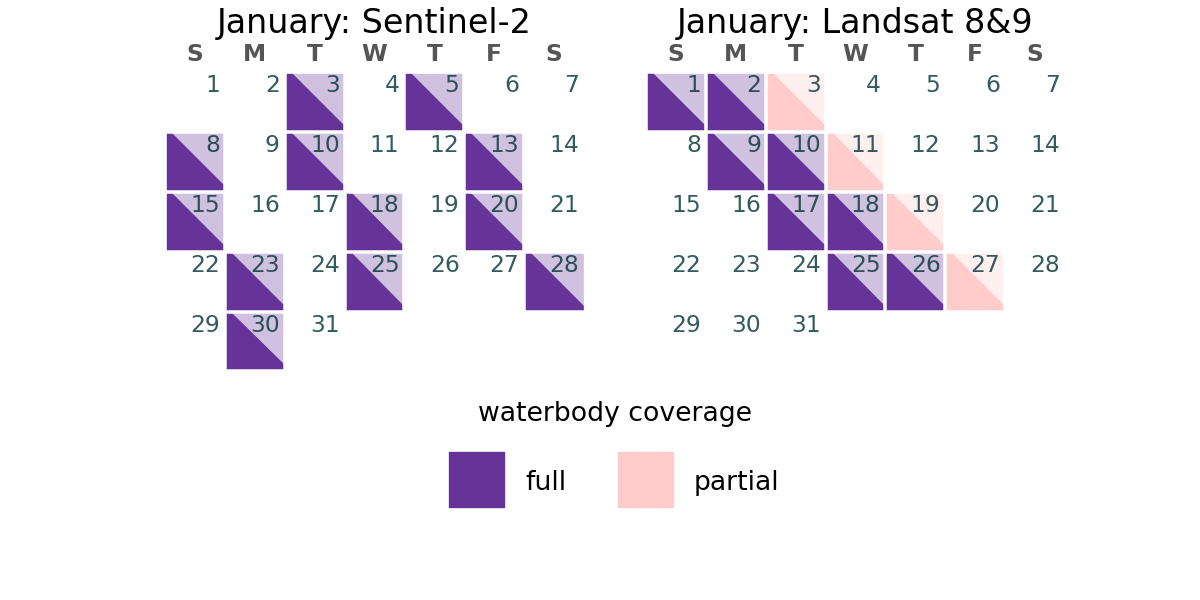 January: Sentinel-2
S M T W T F S
1 2 3 4 5 6 7
8 9 10 11 12 13 14
15 16 17 18 19 20 21
22 23 24 25 26 27 28
29 30 31
January: Landsat 8&9
S M T W T F S
1 2 3 4 5 6 7
8 9 10 11 12 13 14
15 16 17 18 19 20 21
22 23 24 25 26 27 28
29 30 31
waterbody coverage
full
partial